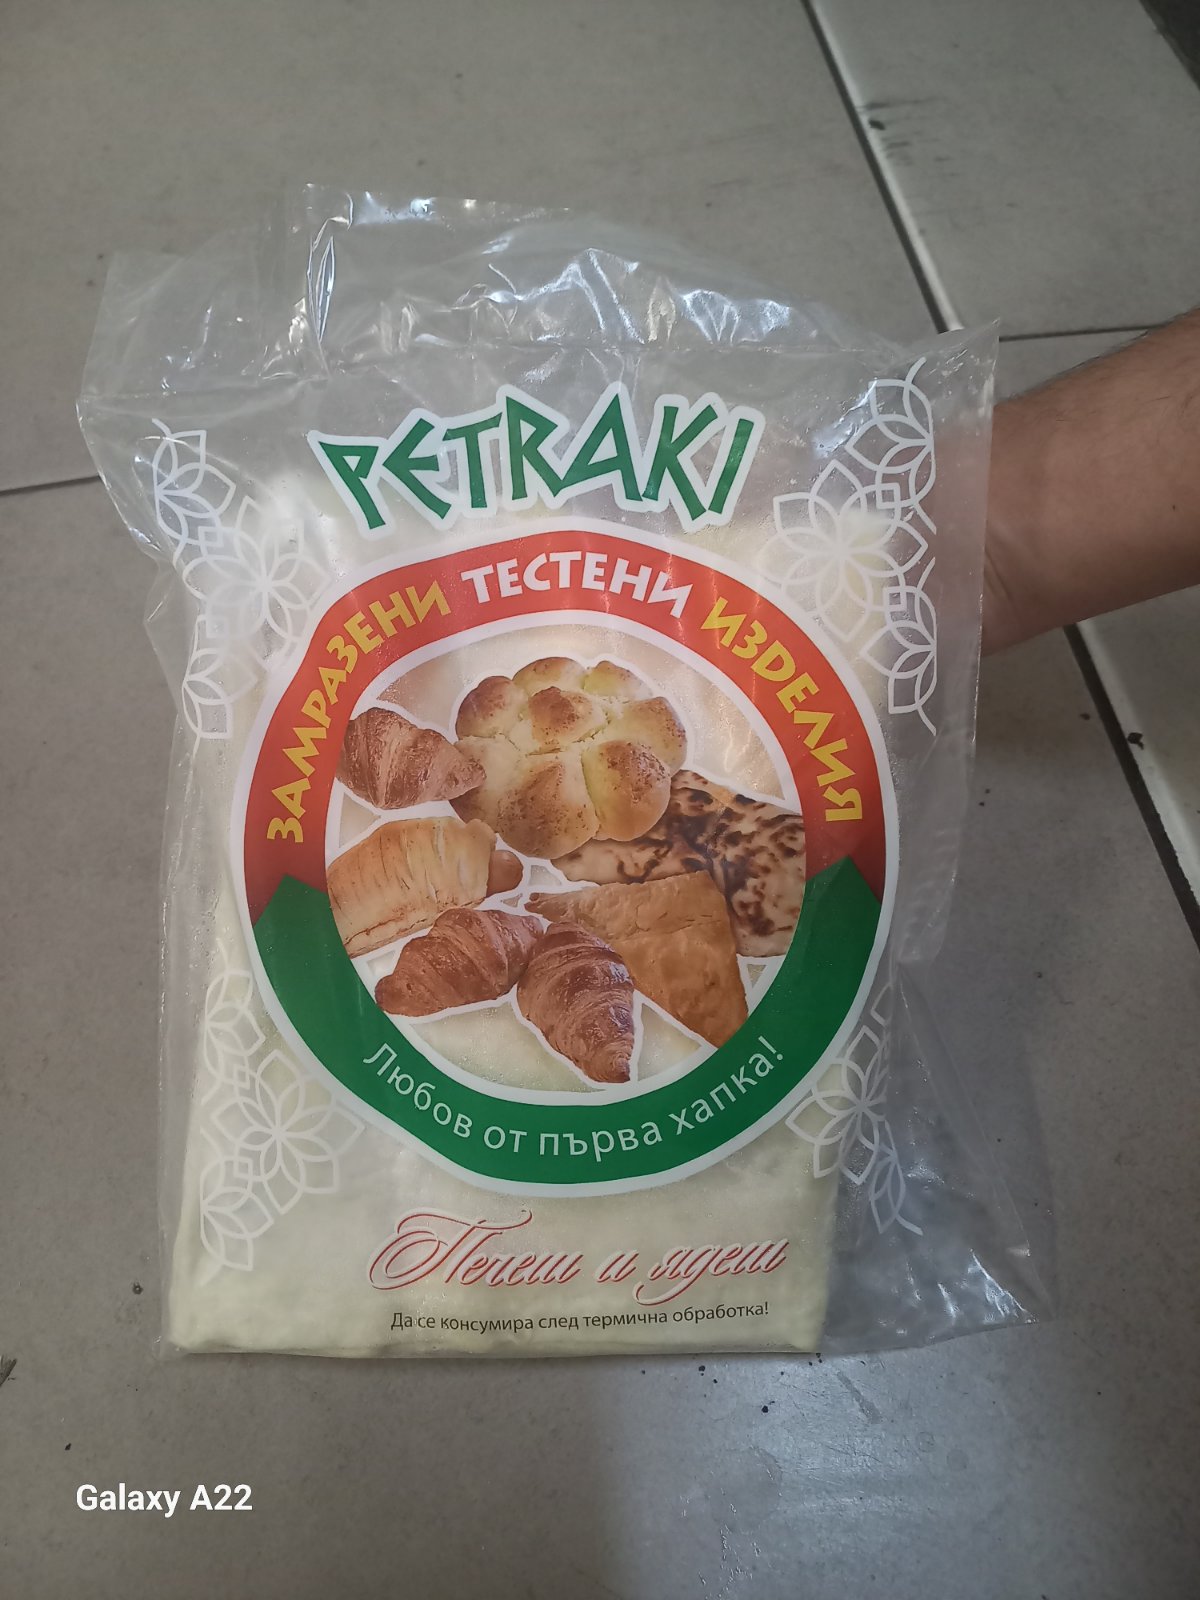 PETRAKI
ЗАМРАЗЕНИ ТЕСТЕНИ ИЗДЕЛИЯ
Любов от първа хапка!
Печеш и ядеш
Да се консумира след термична обработка!
Galaxy A22